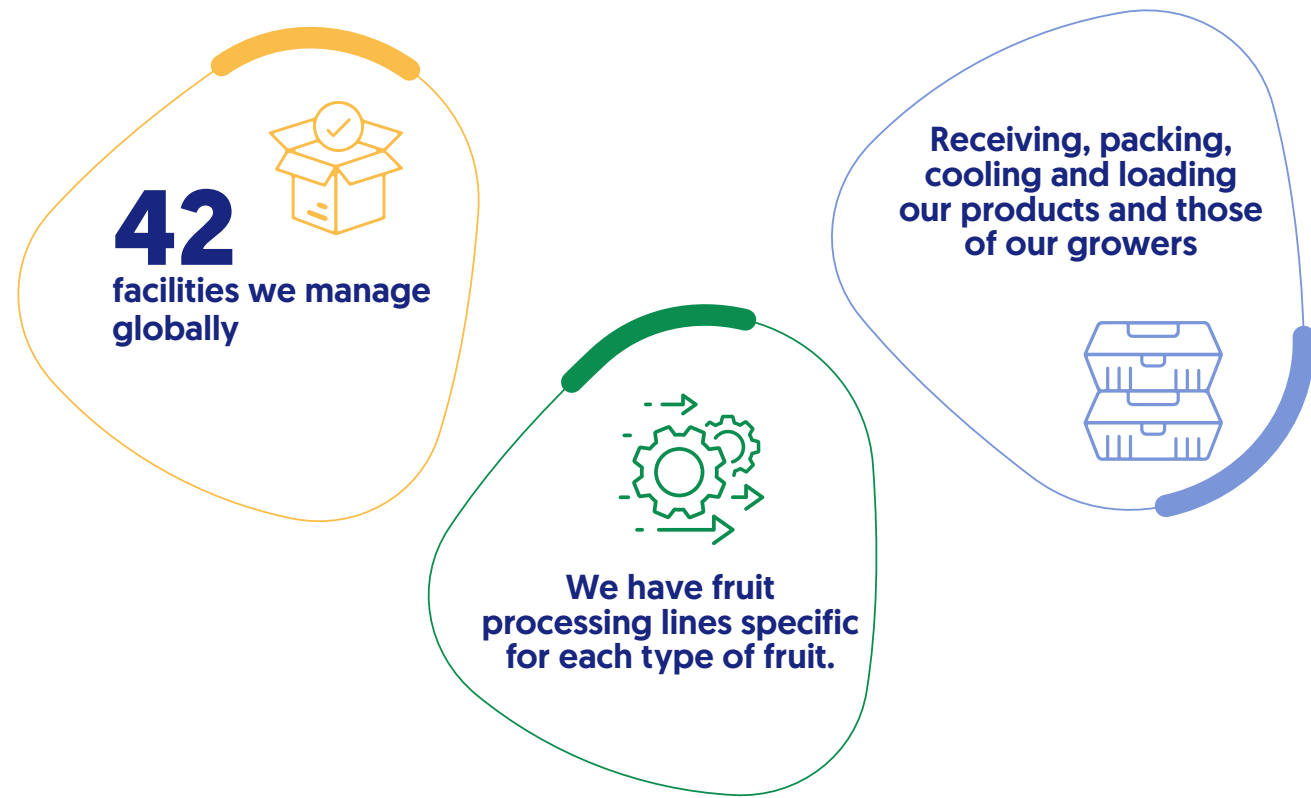 42
facilities we manage
globally
We have fruit
processing lines specific
for each type of fruit.
Receiving, packing,
cooling and loading
our products and those
of our growers